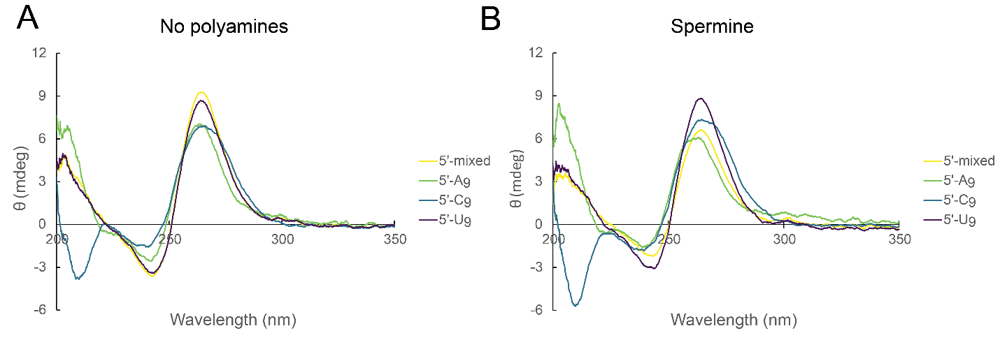 A
No polyamines
12
9
6
3
0
-3
-6
θ (mdeg)
200
250
300
350
Wavelength (nm)
5'-mixed
5'-A9
5'-C9
5'-U9
B
Spermine
12
9
6
3
0
-3
-6
θ (mdeg)
200
250
300
350
Wavelength (nm)
5'-mixed
5'-A9
5'-C9
5'-U9